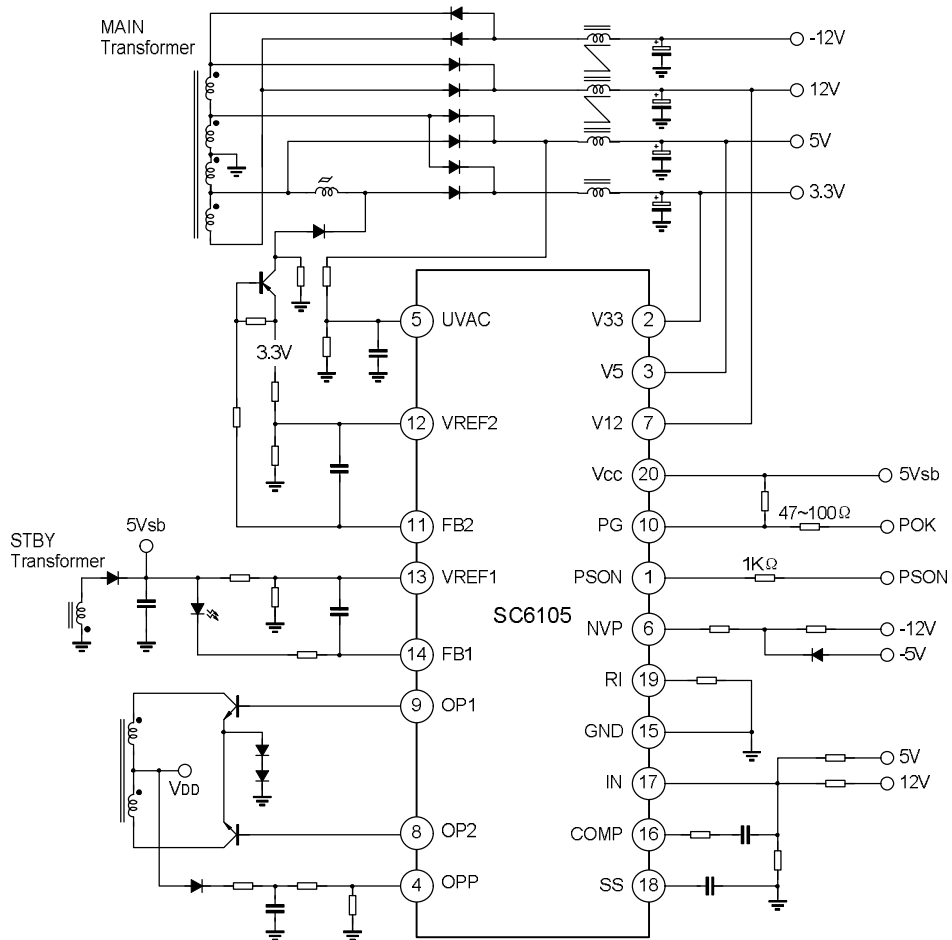 MAIN
Transformer
-12V
12V
5V
3.3V
5
UVAC
V33
2
3.3V
V5
3
12
VREF2
V12
7
Vcc
20
5Vsb
11
FB2
PG
10
47~100Ω
POK
STBY
Transformer
5Vsb
13
VREF1
PSON
1
1KΩ
PSON
SC6105
NVP
6
-12V
-5V
14
FB1
RI
19
9
OP1
GND
15
VDD
IN
17
5V
12V
8
OP2
COMP
16
4
OPP
SS
18